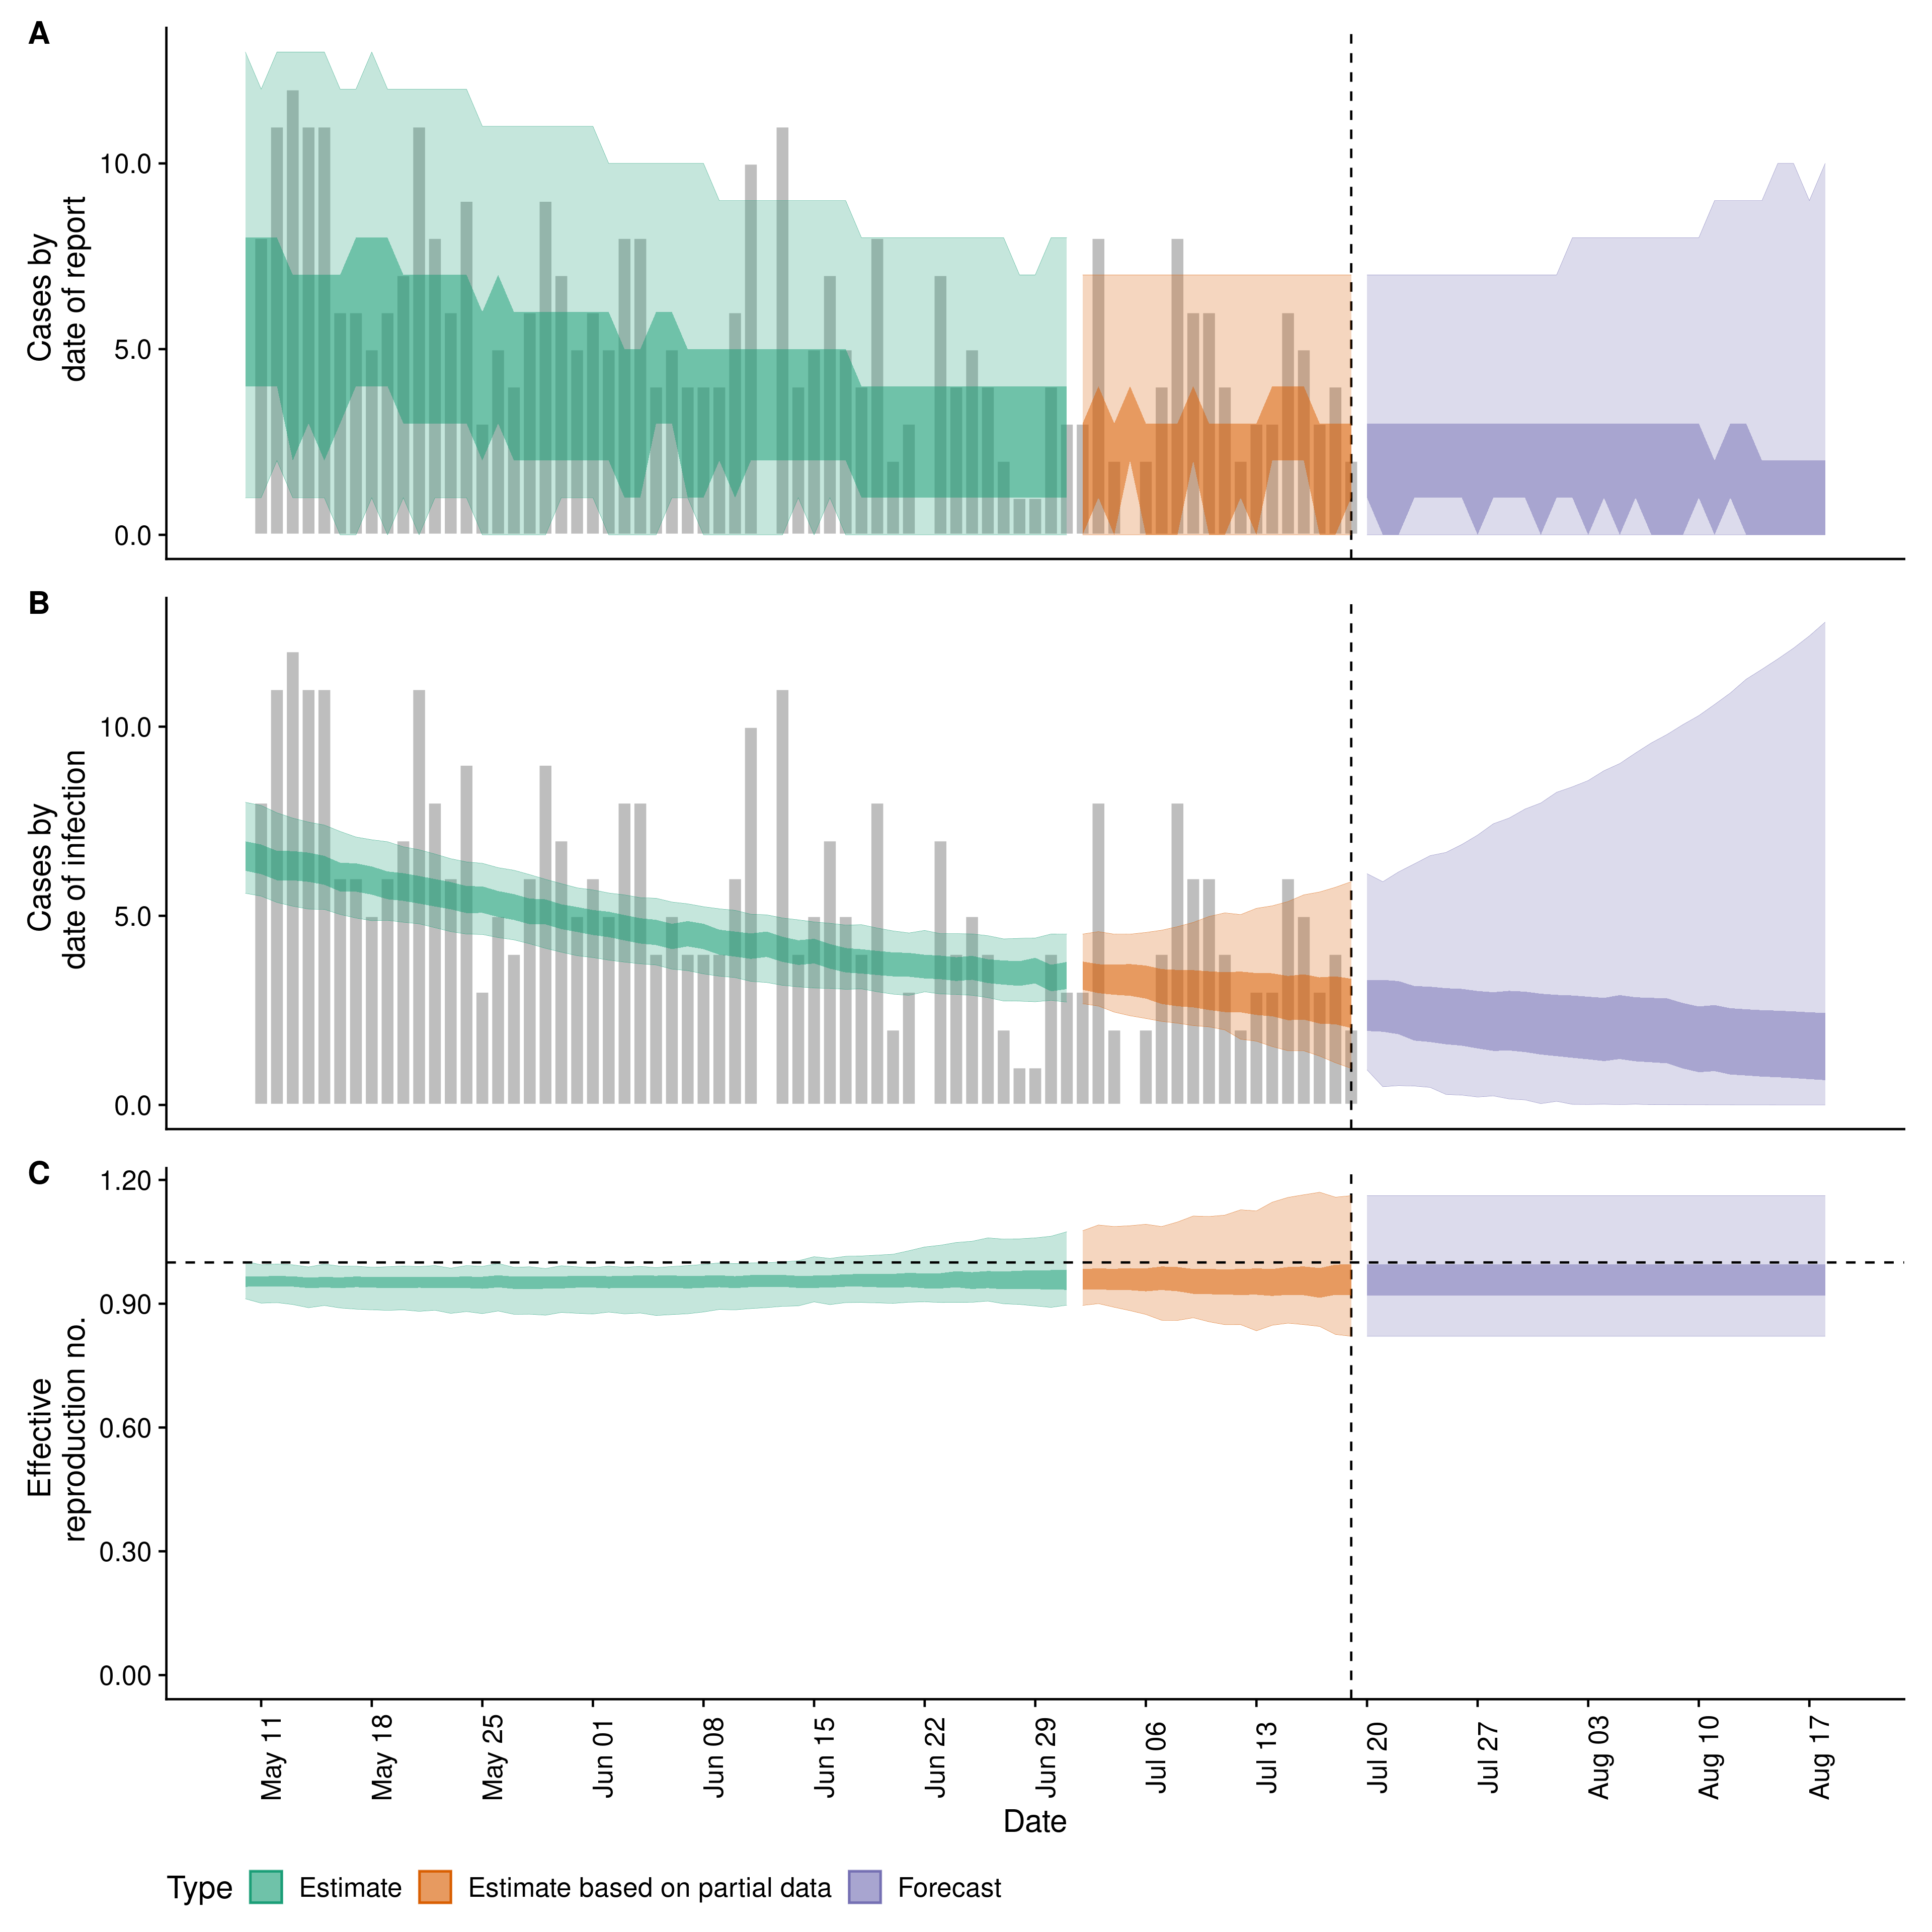 A
10.0
5.0
0.0
Cases by
date of report
B
10.0
5.0
0.0
Cases by
date of infection
C
1.20
0.90
0.60
0.30
0.00
Effective
reproduction no.
May 11
May 18
May 25
Jun 01
Jun 08
Jun 15
Jun 22
Jun 29
Jul 06
Jul 13
Jul 20
Jul 27
Aug 03
Aug 10
Aug 17
Date
Type Estimate Estimate based on partial data Forecast